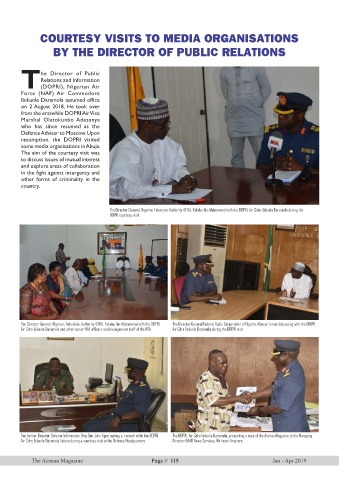 COURTESY VISITS TO MEDIA ORGANISATIONS
BY THE DIRECTOR OF PUBLIC RELATIONS
The Director of Public
Relations and Information
(DOPRI), Nigerian Air
Force (NAF) Air Commodore
Ibikunle Daramola assumed office
on 2 August 2018. He took over
from the erstwhile DOPRI Air Vice
Marshal Olatokunbo Adesanya
who has since resumed as the
Defence Adviser to Moscow. Upon
resumption, the DOPRI visited
some media organisations in Abuja.
The aim of the courtesy visit was
to discuss issues of mutual interest
and explore areas of collaboration
in the fight against insurgency and
other forms of criminality in the
country.
The Director General, Nigerian Television Authority (NTA), Yakubu Ibn Mohammed with the DOPRI, Air Cdre Ibikunle Daramola during the
DOPRI courtesy visit
The Director General, Nigerian Television Authority (NTA), Yakubu Ibn Mohammed with the DOPRI
Air Cdre Ibikunle Daramola and other senior NAF officers and management staff of the NTA
The Director General Federal Radio Corporation of Nigeria, Mansur Liman discussing with the DOPRI
Air Cdre Ibikunle Daramola during the DOPRI visit
The former Director Defence Information, Brig Gen John Agim making a remark while the DOPRI,
Air Cdre Ibikunle Daramola listens during a courtesy visit to the Defence Headquarters
The DOPRI, Air Cdre Ibikunle Daramola, presenting a copy of the Airman Magazine to the Managing
Director
The Airman Magazine Page // 115 Jan - Apr 2019